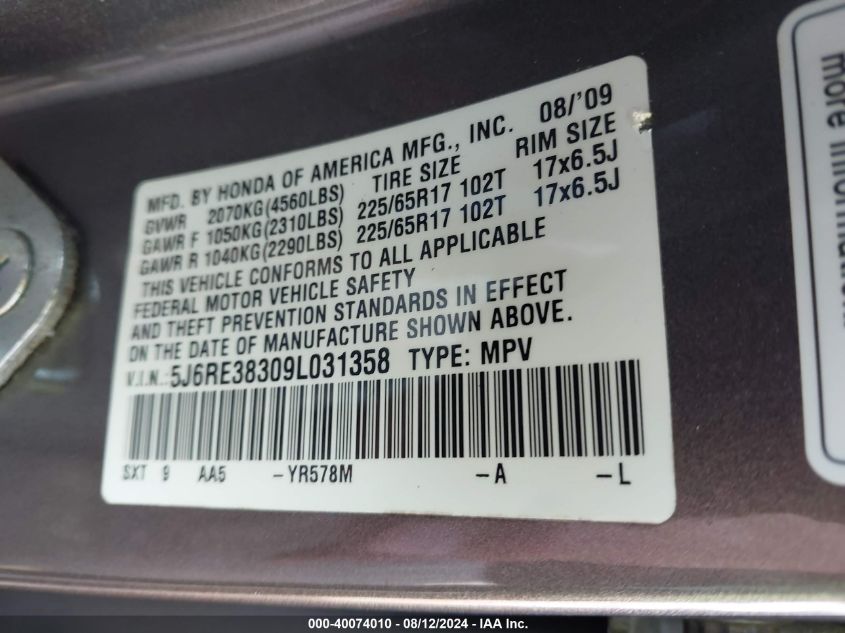 MFD. BY HONDA OF AMERICA MFG., INC. 08/'09
TIRE SIZE RIM SIZE
GVWR 2070KG(4560LBS)
GAWR F 1050KG(2310LBS) 225/65R17 102T 17x6.5J
GAWR R 1040KG(2290LBS) 225/65R17 102T 17x6.5J
THIS VEHICLE CONFORMS TO ALL APPLICABLE
FEDERAL MOTOR VEHICLE SAFETY
AND THEFT PREVENTION STANDARDS IN EFFECT
ON THE DATE OF MANUFACTURE SHOWN ABOVE.
V.I.N.:5J6RE38309L031358 TYPE: MPV
SXT 9 AA5 -YR578M -A -L
more information
000-40074010 - 08/12/2024 - IAA Inc.